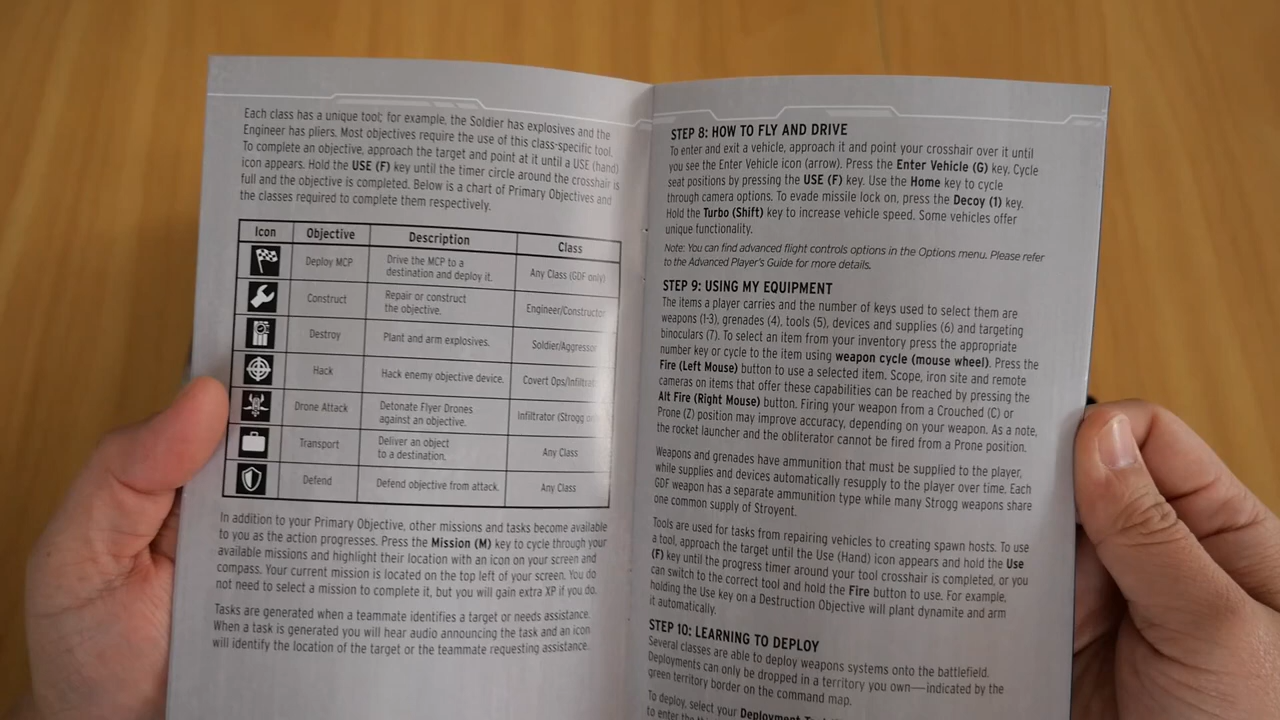 Each class has a unique tool; for example, the Soldier has explosives and the
Engineer has pliers. Most objectives require the use of this class-specific tool.
To complete an objective, approach the target and point at it until a USE (hand)
icon appears. Hold the USE (F) key until the timer circle around the crosshair is
full and the objective is completed. Below is a chart of Primary Objectives and
the classes required to complete them respectively.
Icon Objective Description Class
Deploy MCP Drive the MCP to a
destination and deploy it. Any Class (GDF only)
Construct Repair or construct
the objective. Engineer/Constructor
Destroy Plant and arm explosives. Soldier/Aggressor
Hack Hack enemy objective device. Covert Ops/Infiltrator
Drone Attack Detonate Flyer Drones
against an objective. Infiltrator (Strogg only)
Transport Deliver an object
to a destination. Any Class
Defend Defend objective from attack. Any Class
In addition to your Primary Objective, other missions and tasks become available
to you as the action progresses. Press the Mission (M) key to cycle through your
available missions and highlight their location with an icon on your screen and
compass. Your current mission is located on the top left of your screen. You do
not need to select a mission to complete it, but you will gain extra XP if you do.
Tasks are generated when a teammate identifies a target or needs assistance.
When a task is generated you will hear audio announcing the task and an icon
will identify the location of the target or the teammate requesting assistance.
STEP 8: HOW TO FLY AND DRIVE
To enter and exit a vehicle, approach it and point your crosshair over it until
you see the Enter Vehicle icon (arrow). Press the Enter Vehicle (G) key. Cycle
seat positions by pressing the USE (F) key. Use the Home key to cycle
through camera options. To evade missile lock on, press the Decoy (1) key.
Hold the Turbo (Shift) key to increase vehicle speed. Some vehicles offer
unique functionality.
Note: You can find advanced flight controls options in the Options menu. Please refer
to the Advanced Player's Guide for more details.
STEP 9: USING MY EQUIPMENT
The items a player carries and the number of keys used to select them are
weapons (1-3), grenades (4), tools (5), devices and supplies (6) and targeting
binoculars (7). To select an item from your inventory press the appropriate
number key or cycle to the item using weapon cycle (mouse wheel). Press the
Fire (Left Mouse) button to use a selected item. Scope, iron site and remote
cameras on items that offer these capabilities can be reached by pressing the
Alt Fire (Right Mouse) button. Firing your weapon from a Crouched (C) or
Prone (Z) position may improve accuracy, depending on your weapon. As a note,
the rocket launcher and the obliterator cannot be fired from a Prone position.
Weapons and grenades have ammunition that must be supplied to the player,
while supplies and devices automatically resupply to the player over time. Each
GDF weapon has a separate ammunition type while many Strogg weapons share
one common supply of Stroyent.
Tools are used for tasks from repairing vehicles to creating spawn hosts. To use
a tool, approach the target until the Use (Hand) icon appears and hold the Use
(F) key until the progress timer around your tool crosshair is completed, or you
can switch to the correct tool and hold the Fire button to use. For example,
holding the Use key on a Destruction Objective will plant dynamite and arm
it automatically.
STEP 10: LEARNING TO DEPLOY
Several classes are able to deploy weapons systems onto the battlefield.
Deployments can only be dropped in a territory you own—indicated by the
green territory border on the command map.
To deploy, select your Deployment
to enter the